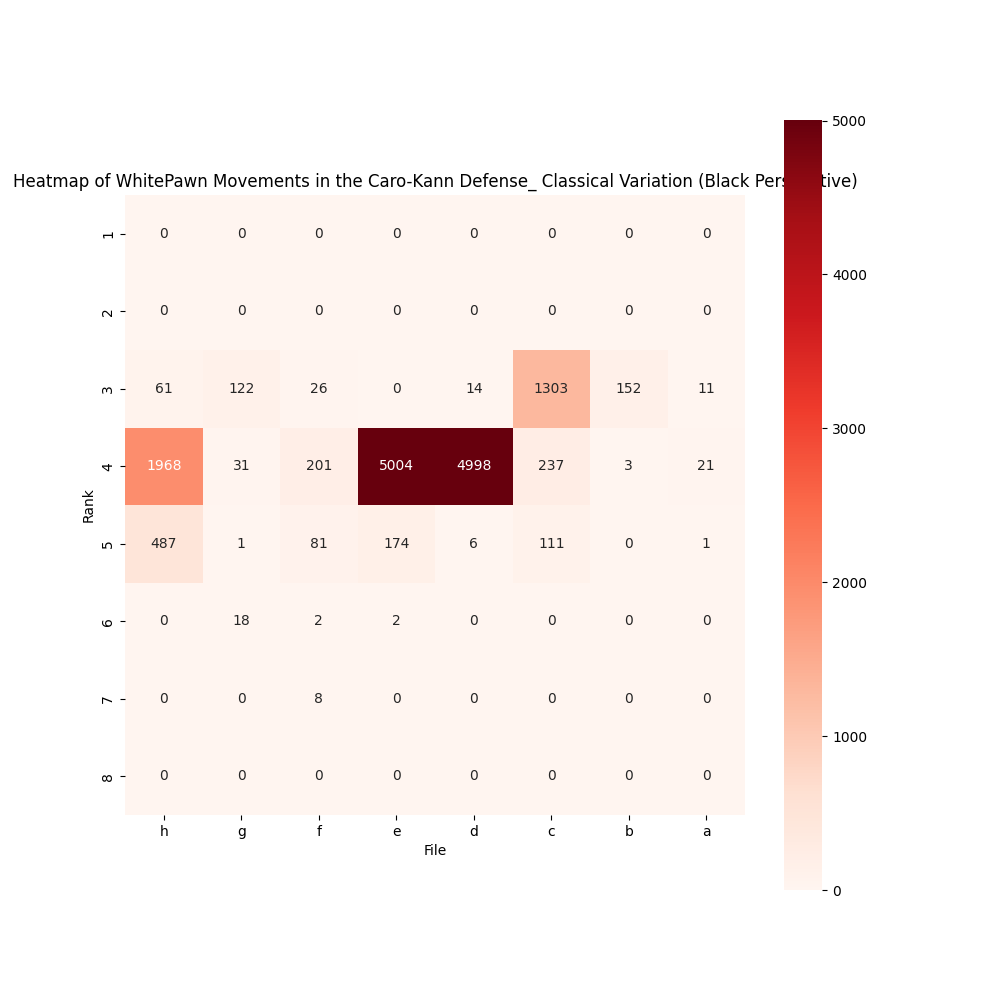 Heatmap of WhitePawn Movements in the Caro-Kann Defense_ Classical Variation (Black Pers tive)
1 0 0 0 0 0 0 0 0
2 0 0 0 0 0 0 0 0
3 61 122 26 0 14 1303 152 11
4 1968 31 201 5004 4998 237 3 21
5 487 1 81 174 6 111 0 1
6 0 18 2 2 0 0 0 0
7 0 0 8 0 0 0 0 0
8 0 0 0 0 0 0 0 0
h g f e d c b a
File
Rank
5000
4000
3000
2000
1000
0